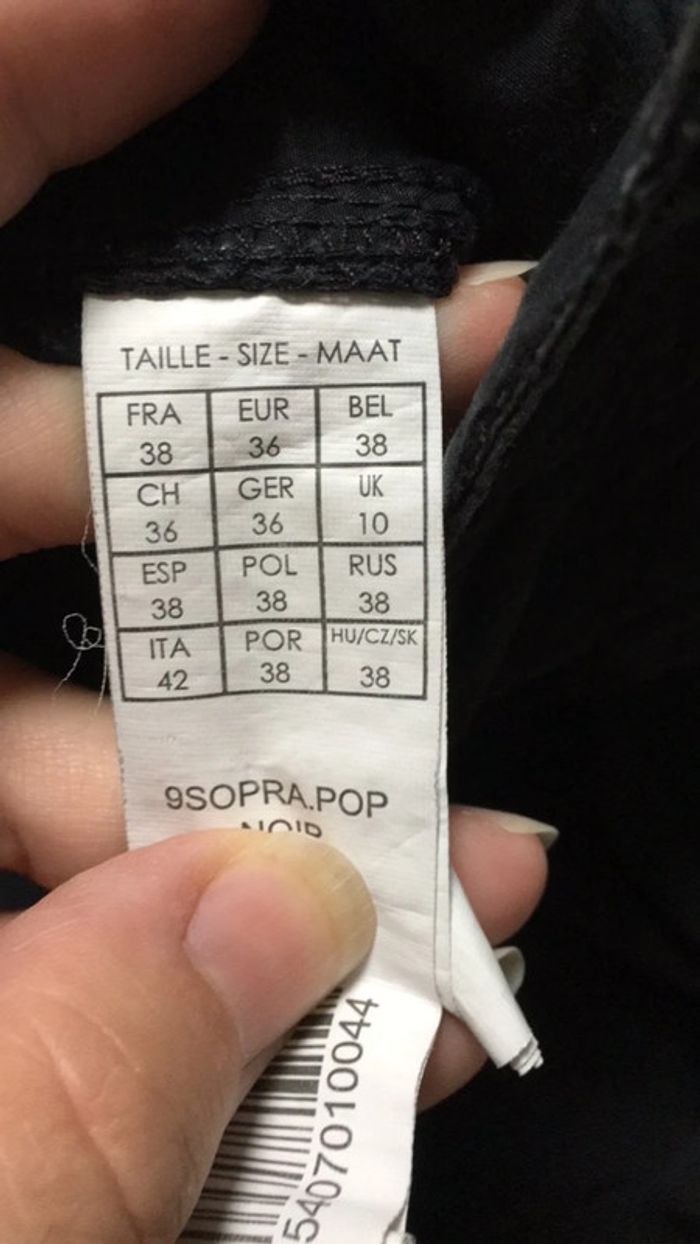 TAILLE - SIZE - MAAT
FRA EUR BEL
38 36 38
CH GER UK
36 36 10
ESP POL RUS
38 38 38
ITA POR HU/CZ/SK
42 38 38
9SOPRA.POP
NOIR
5407010044